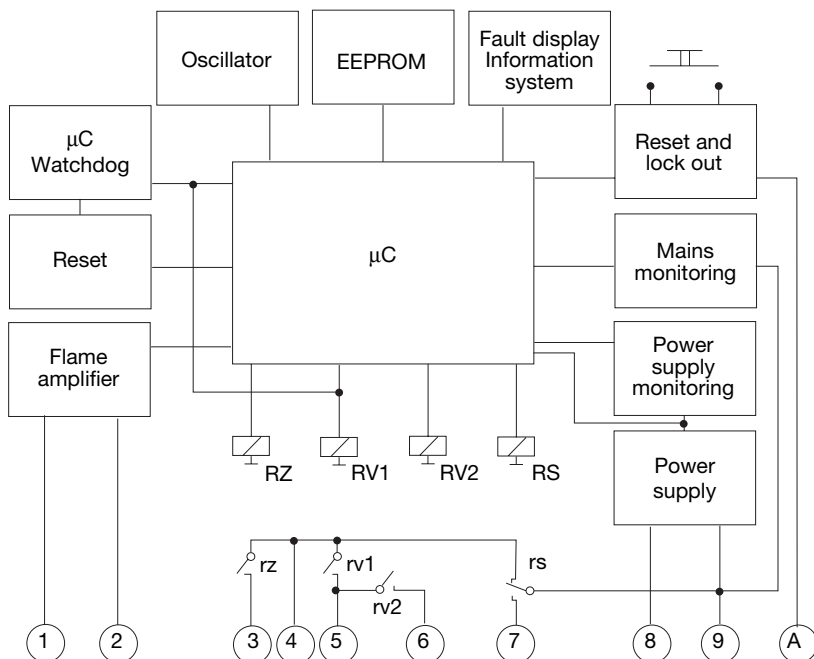 Oscillator
EEPROM
Fault display
Information
system
μC
Watchdog
Reset and
lock out
Reset
μC
Mains
monitoring
Flame
amplifier
Power
supply
monitoring
RZ
RV1
RV2
RS
Power
supply
rz
rv1
rv2
rs
1
2
3
4
5
6
7
8
9
A